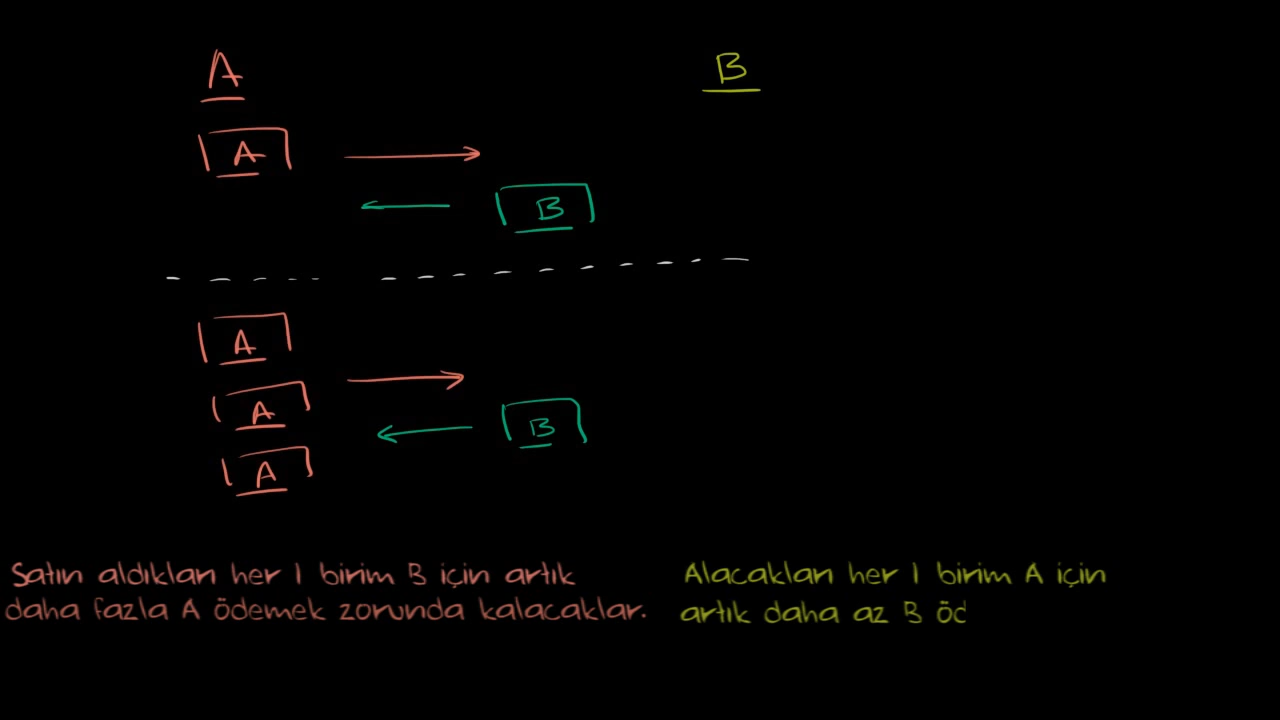 A
B
A
B
A
A
B
A
Satın aldıkları her 1 birim B için artık
daha fazla A ödemek zorunda kalacaklar.
Alacakları her 1 birim A için
artık daha az B öd